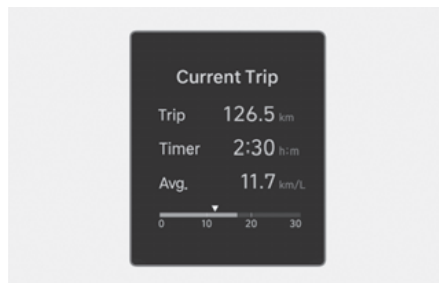 Current Trip
Trip 126.5 km
Timer 2:30 h:m
Avg. 11.7 km/L
0 10 20 30